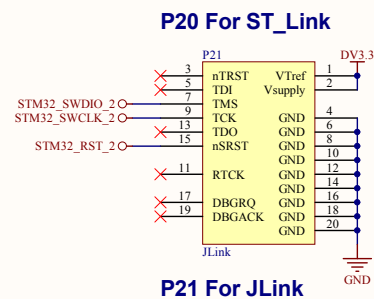 P20 For ST_Link
P21
DV3.3
3 nTRST VTref 1
5 TDI Vsupply 2
STM32_SWDIO_2 7 TMS
STM32_SWCLK_2 9 TCK GND 4
13 TDO GND 6
STM32_RST_2 15 nSRST GND 8
GND 10
11 RTCK GND 12
GND 14
17 DBGRQ GND 16
19 DBGACK GND 18
GND 20
JLink
GND
P21 For JLink